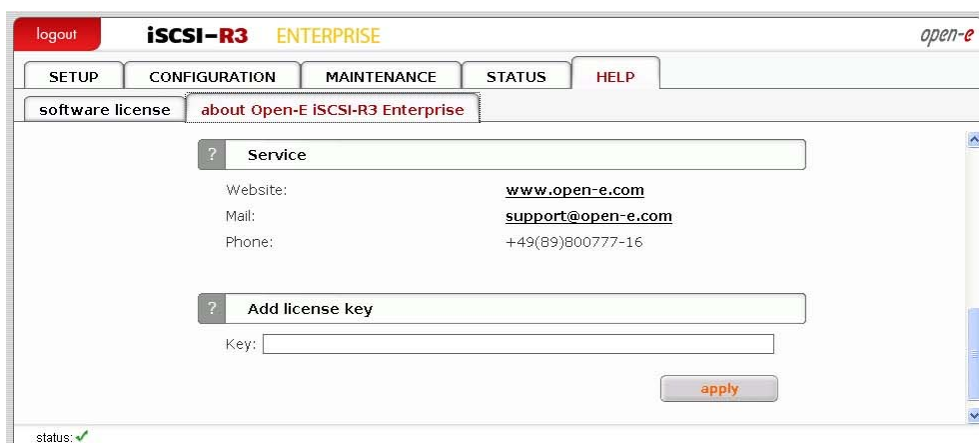 logout iSCSI-R3 ENTERPRISE open-e
SETUP CONFIGURATION MAINTENANCE STATUS HELP
software license about Open-E iSCSI-R3 Enterprise
? Service
Website: www.open-e.com
Mail: support@open-e.com
Phone: +49(89)800777-16
? Add license key
Key:
apply
status: